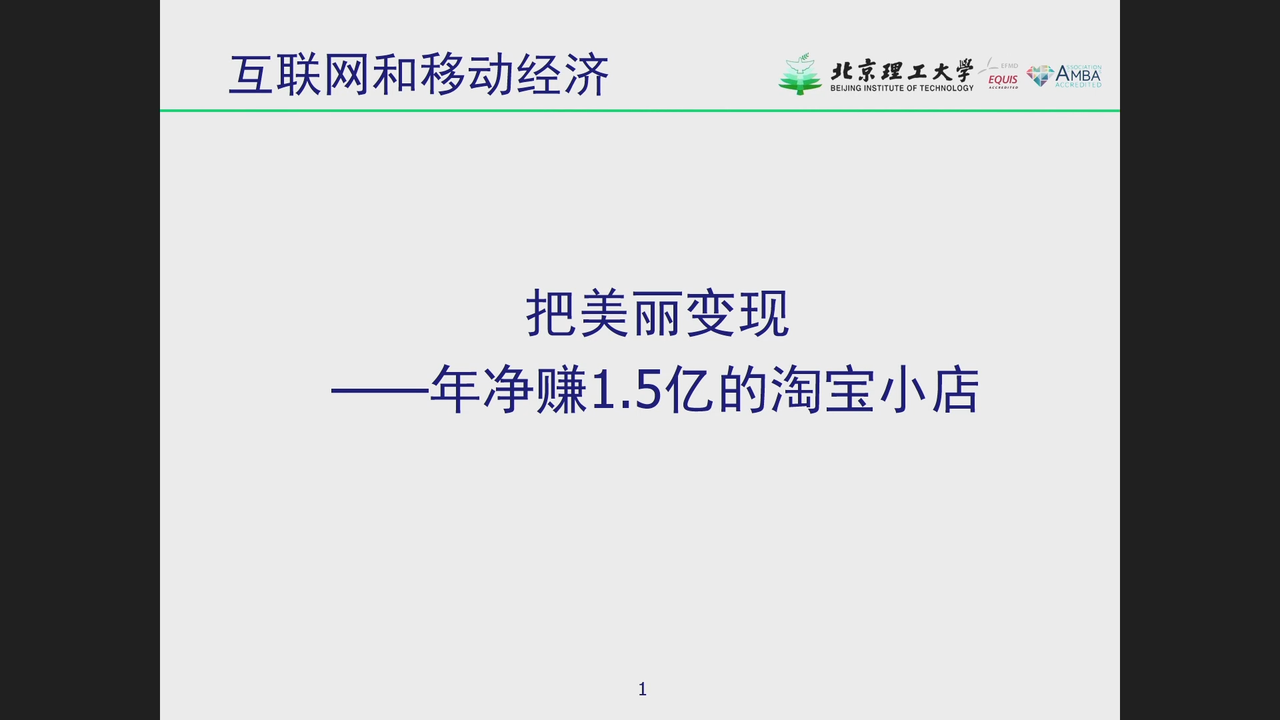 互联网和移动经济
北京理工大学
BEIJING INSTITUTE OF TECHNOLOGY
EFMD
EQUIS
ACCREDITED
ASSOCIATION
AMBA
ACCREDITED
把美丽变现
——年净赚1.5亿的淘宝小店
1